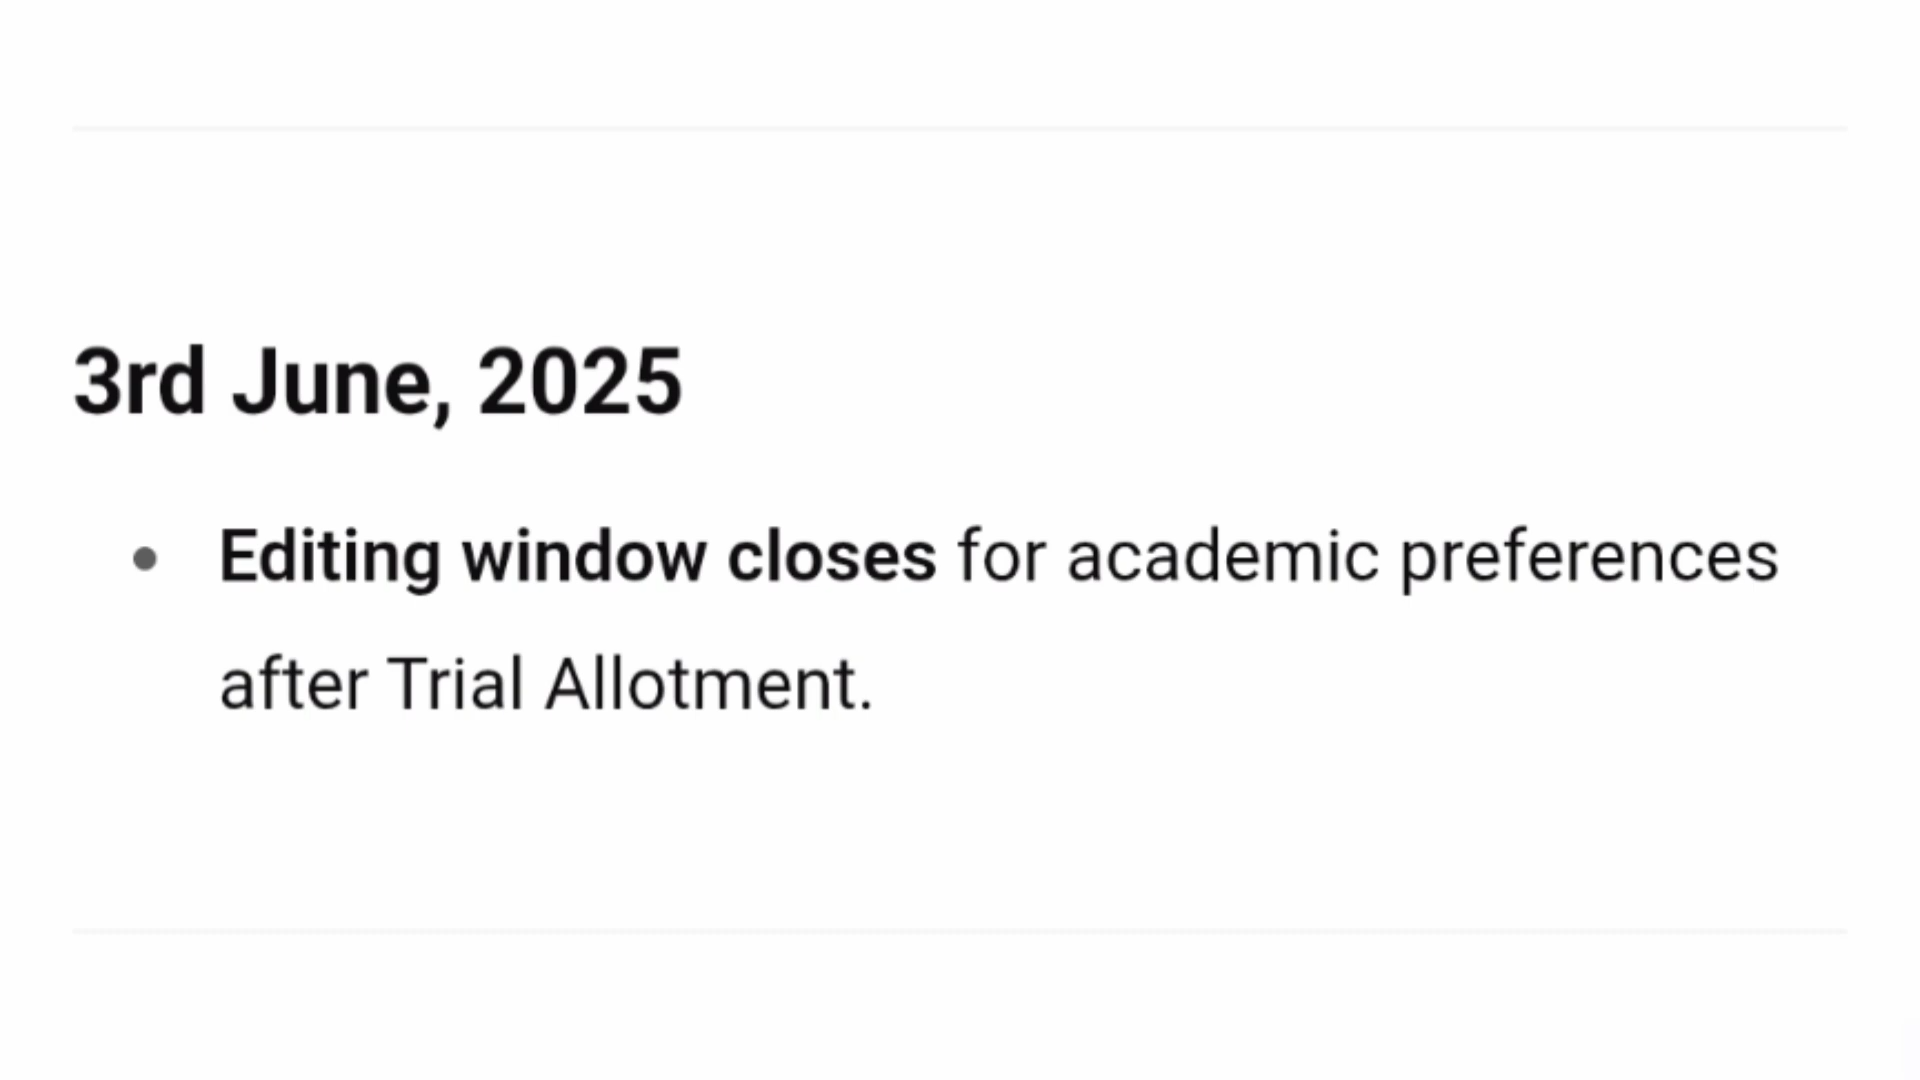 3rd June, 2025
• Editing window closes for academic preferences
after Trial Allotment.